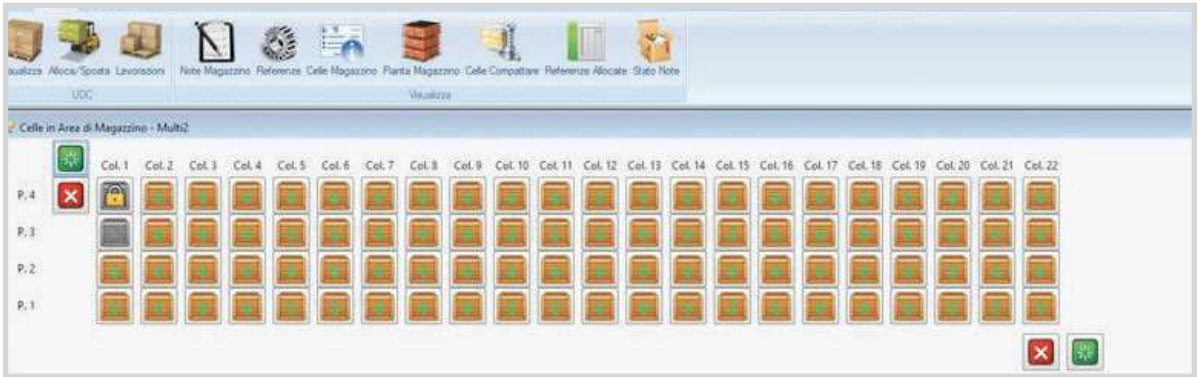 Visualizza Alloca/Sposta Lavorazioni Note Magazzino Referenze Celle Magazzino Pianta Magazzino Celle Compattare Referenze Allocate Stato Note
UDC Visualizza
Celle in Area di Magazzino - Multi2
Col. 1 Col. 2 Col. 3 Col. 4 Col. 5 Col. 6 Col. 7 Col. 8 Col. 9 Col. 10 Col. 11 Col. 12 Col. 13 Col. 14 Col. 15 Col. 16 Col. 17 Col. 18 Col. 19 Col. 20 Col. 21 Col. 22
P. 4
P. 3
P. 2
P. 1